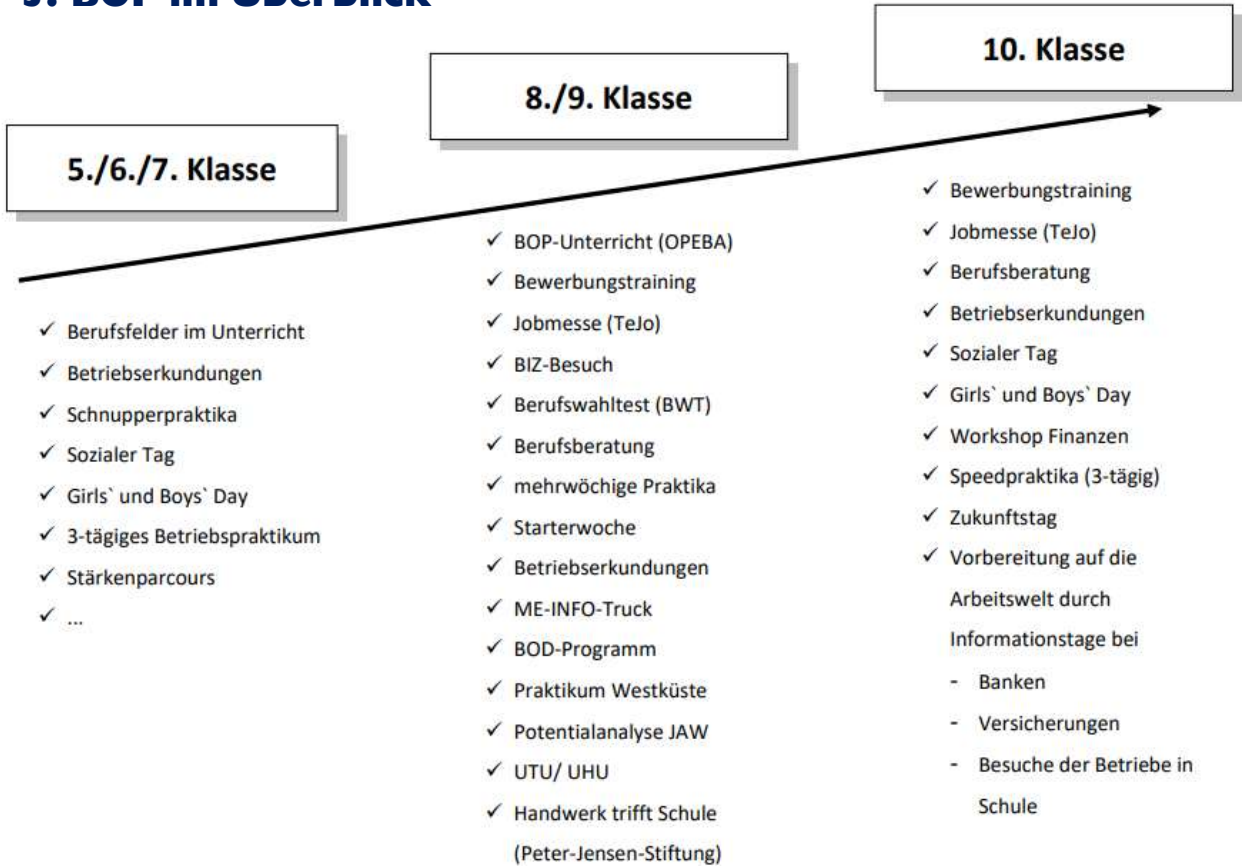 BOP im Überblick
5./6./7. Klasse
✓ Berufsfelder im Unterricht
✓ Betriebserkundungen
✓ Schnupperpraktika
✓ Sozialer Tag
✓ Girls` und Boys` Day
✓ 3-tägiges Betriebspraktikum
✓ Stärkenparcours
✓ ...
8./9. Klasse
✓ BOP-Unterricht (OPEBA)
✓ Bewerbungstraining
✓ Jobmesse (TeJo)
✓ BIZ-Besuch
✓ Berufswahltest (BWT)
✓ Berufsberatung
✓ mehrwöchige Praktika
✓ Starterwoche
✓ Betriebserkundungen
✓ ME-INFO-Truck
✓ BOD-Programm
✓ Praktikum Westküste
✓ Potentialanalyse JAW
✓ UTU/ UHU
✓ Handwerk trifft Schule
(Peter-Jensen-Stiftung)
10. Klasse
✓ Bewerbungstraining
✓ Jobmesse (TeJo)
✓ Berufsberatung
✓ Betriebserkundungen
✓ Sozialer Tag
✓ Girls` und Boys` Day
✓ Workshop Finanzen
✓ Speedpraktika (3-tägig)
✓ Zukunftstag
✓ Vorbereitung auf die
Arbeitswelt durch
Informationstage bei
- Banken
- Versicherungen
- Besuche der Betriebe in
Schule